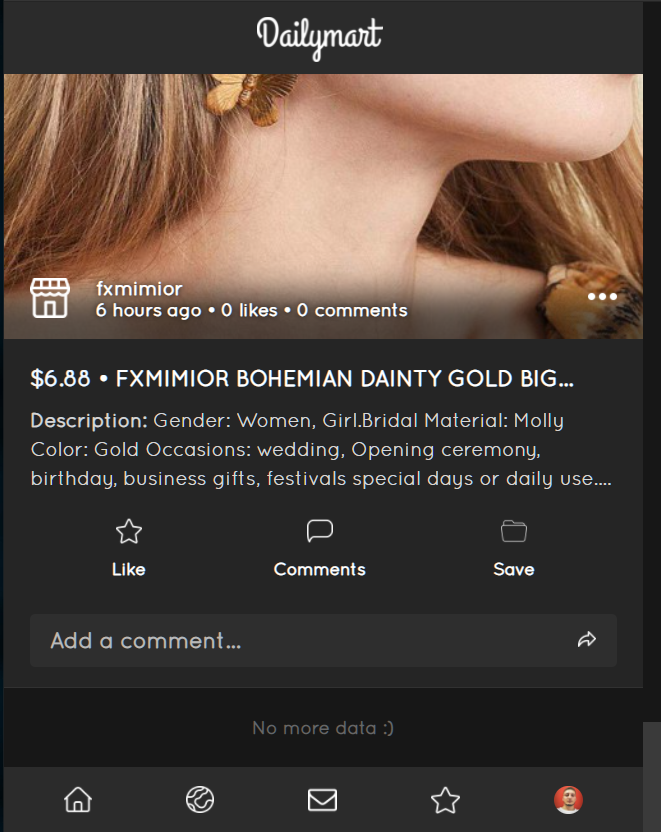 Dailymart
fxmimior
6 hours ago • 0 likes • 0 comments
$6.88 • FXMIMIOR BOHEMIAN DAINTY GOLD BIG...
Description: Gender: Women, Girl.Bridal Material: Molly
Color: Gold Occasions: wedding, Opening ceremony,
birthday, business gifts, festivals special days or daily use....
Like
Comments
Save
Add a comment...
No more data :)